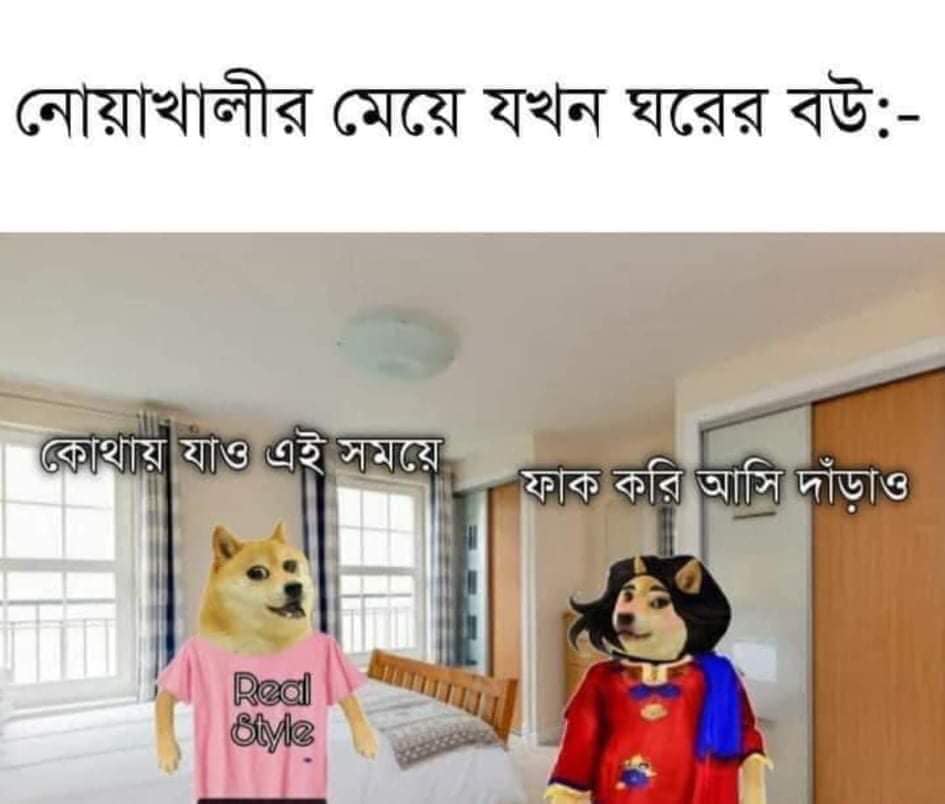 নোয়াখালীর মেয়ে যখন ঘরের বউ:-
কোথায় যাও এই সময়ে
ফাক করি আসি দাঁড়াও
Real
Style